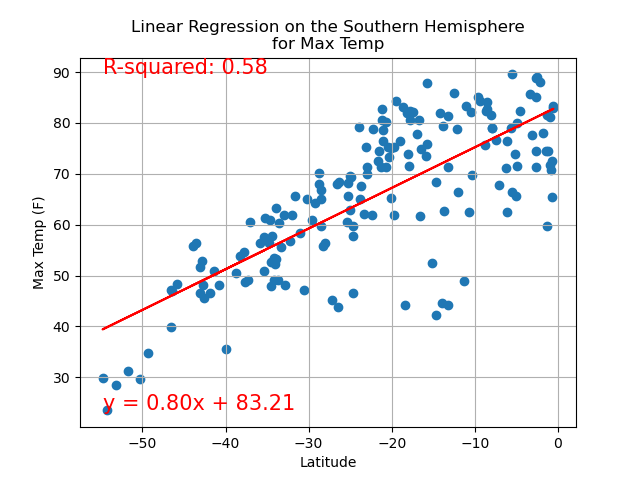 Linear Regression on the Southern Hemisphere
for Max Temp
R-squared: 0.58
90
80
70
60
50
40
30
Max Temp (F)
y = 0.80x + 83.21
−50 −40 −30 −20 −10 0
Latitude